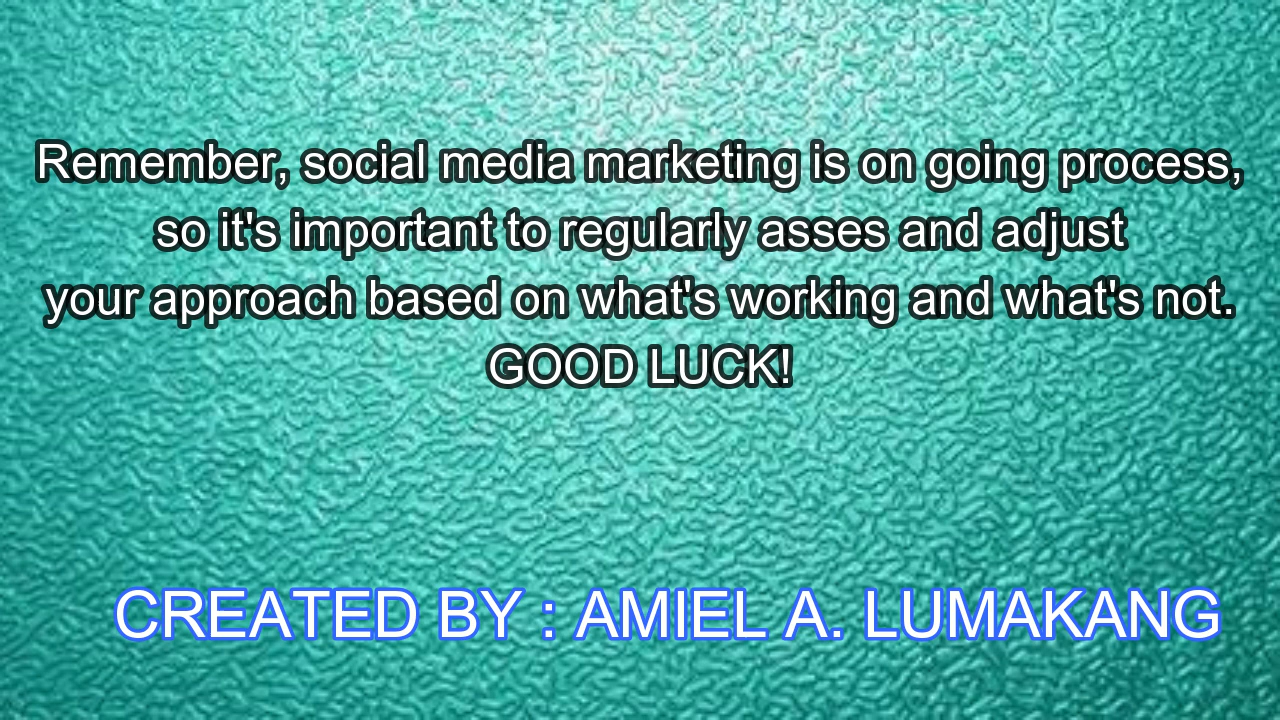 Remember, social media marketing is on going process,
so it's important to regularly asses and adjust
your approach based on what's working and what's not.
GOOD LUCK!
CREATED BY : AMIEL A. LUMAKANG